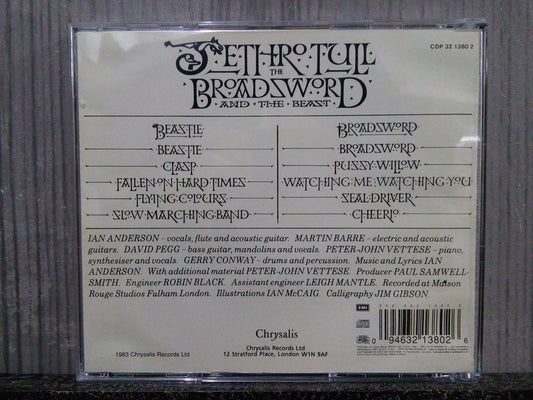 CDP 32 1380 2
JETHRO TULL
THE
BROADSWORD
AND · THE · BEAST
BEASTIE
BEASTIE
CLASP
FALLEN · ON · HARD TIMES
FLYING · COLOURS
SLOW · MARCHING · BAND
BROADSWORD
BROADSWORD
PUSSY · WILLOW
WATCHING · ME : WATCHING · YOU
SEAL · DRIVER
CHEERIO
IAN ANDERSON – vocals, flute and acoustic guitar. MARTIN BARRE – electric and acoustic
guitars. DAVID PEGG – bass guitar, mandolins and vocals. PETER-JOHN VETTESE – piano,
synthesiser and vocals. GERRY CONWAY – drums and percussion. Music and Lyrics IAN
ANDERSON. With additional material PETER-JOHN VETTESE. Producer PAUL SAMWELL-
SMITH. Engineer ROBIN BLACK. Assistant engineer LEIGH MANTLE. Recorded at Maison
Rouge Studios Fulham London. Illustrations IAN McCAIG. Calligraphy JIM GIBSON.
Chrysalis
Chrysalis Records Ltd
12 Stratford Place, London W1N 9AF
1983 Chrysalis Records Ltd
EMI
0 94632 13802 6